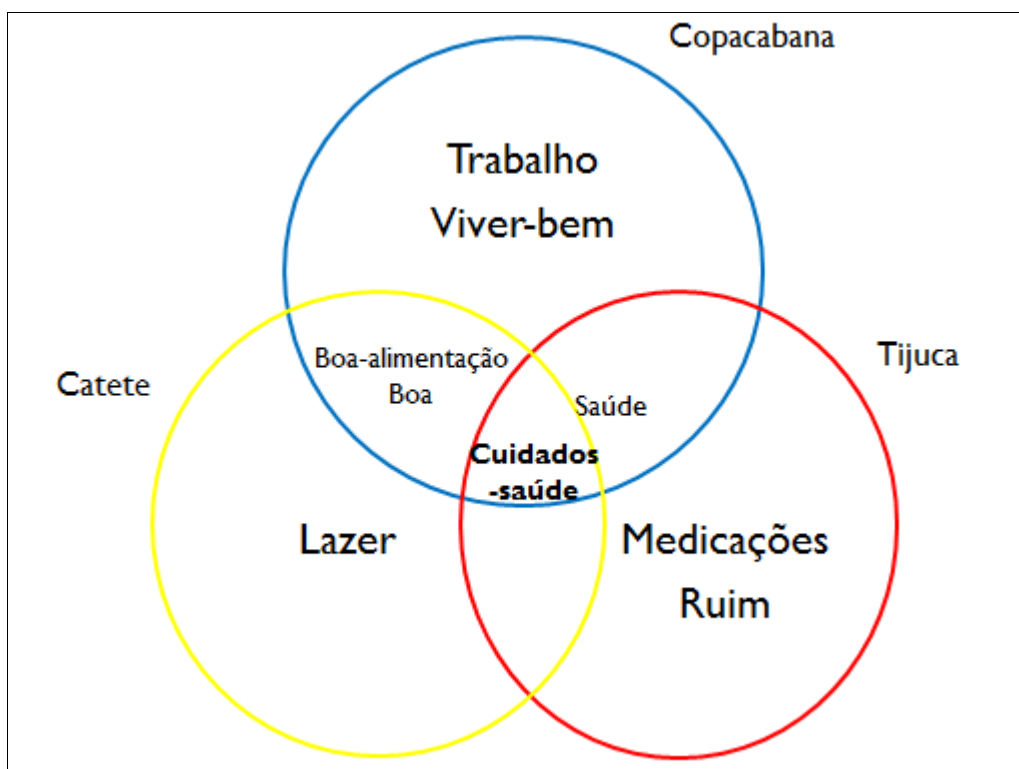 Copacabana
Trabalho
Viver-bem
Boa-alimentação
Boa
Tijuca
Catete
Saúde
Cuidados
-saúde
Lazer
Medicações
Ruim